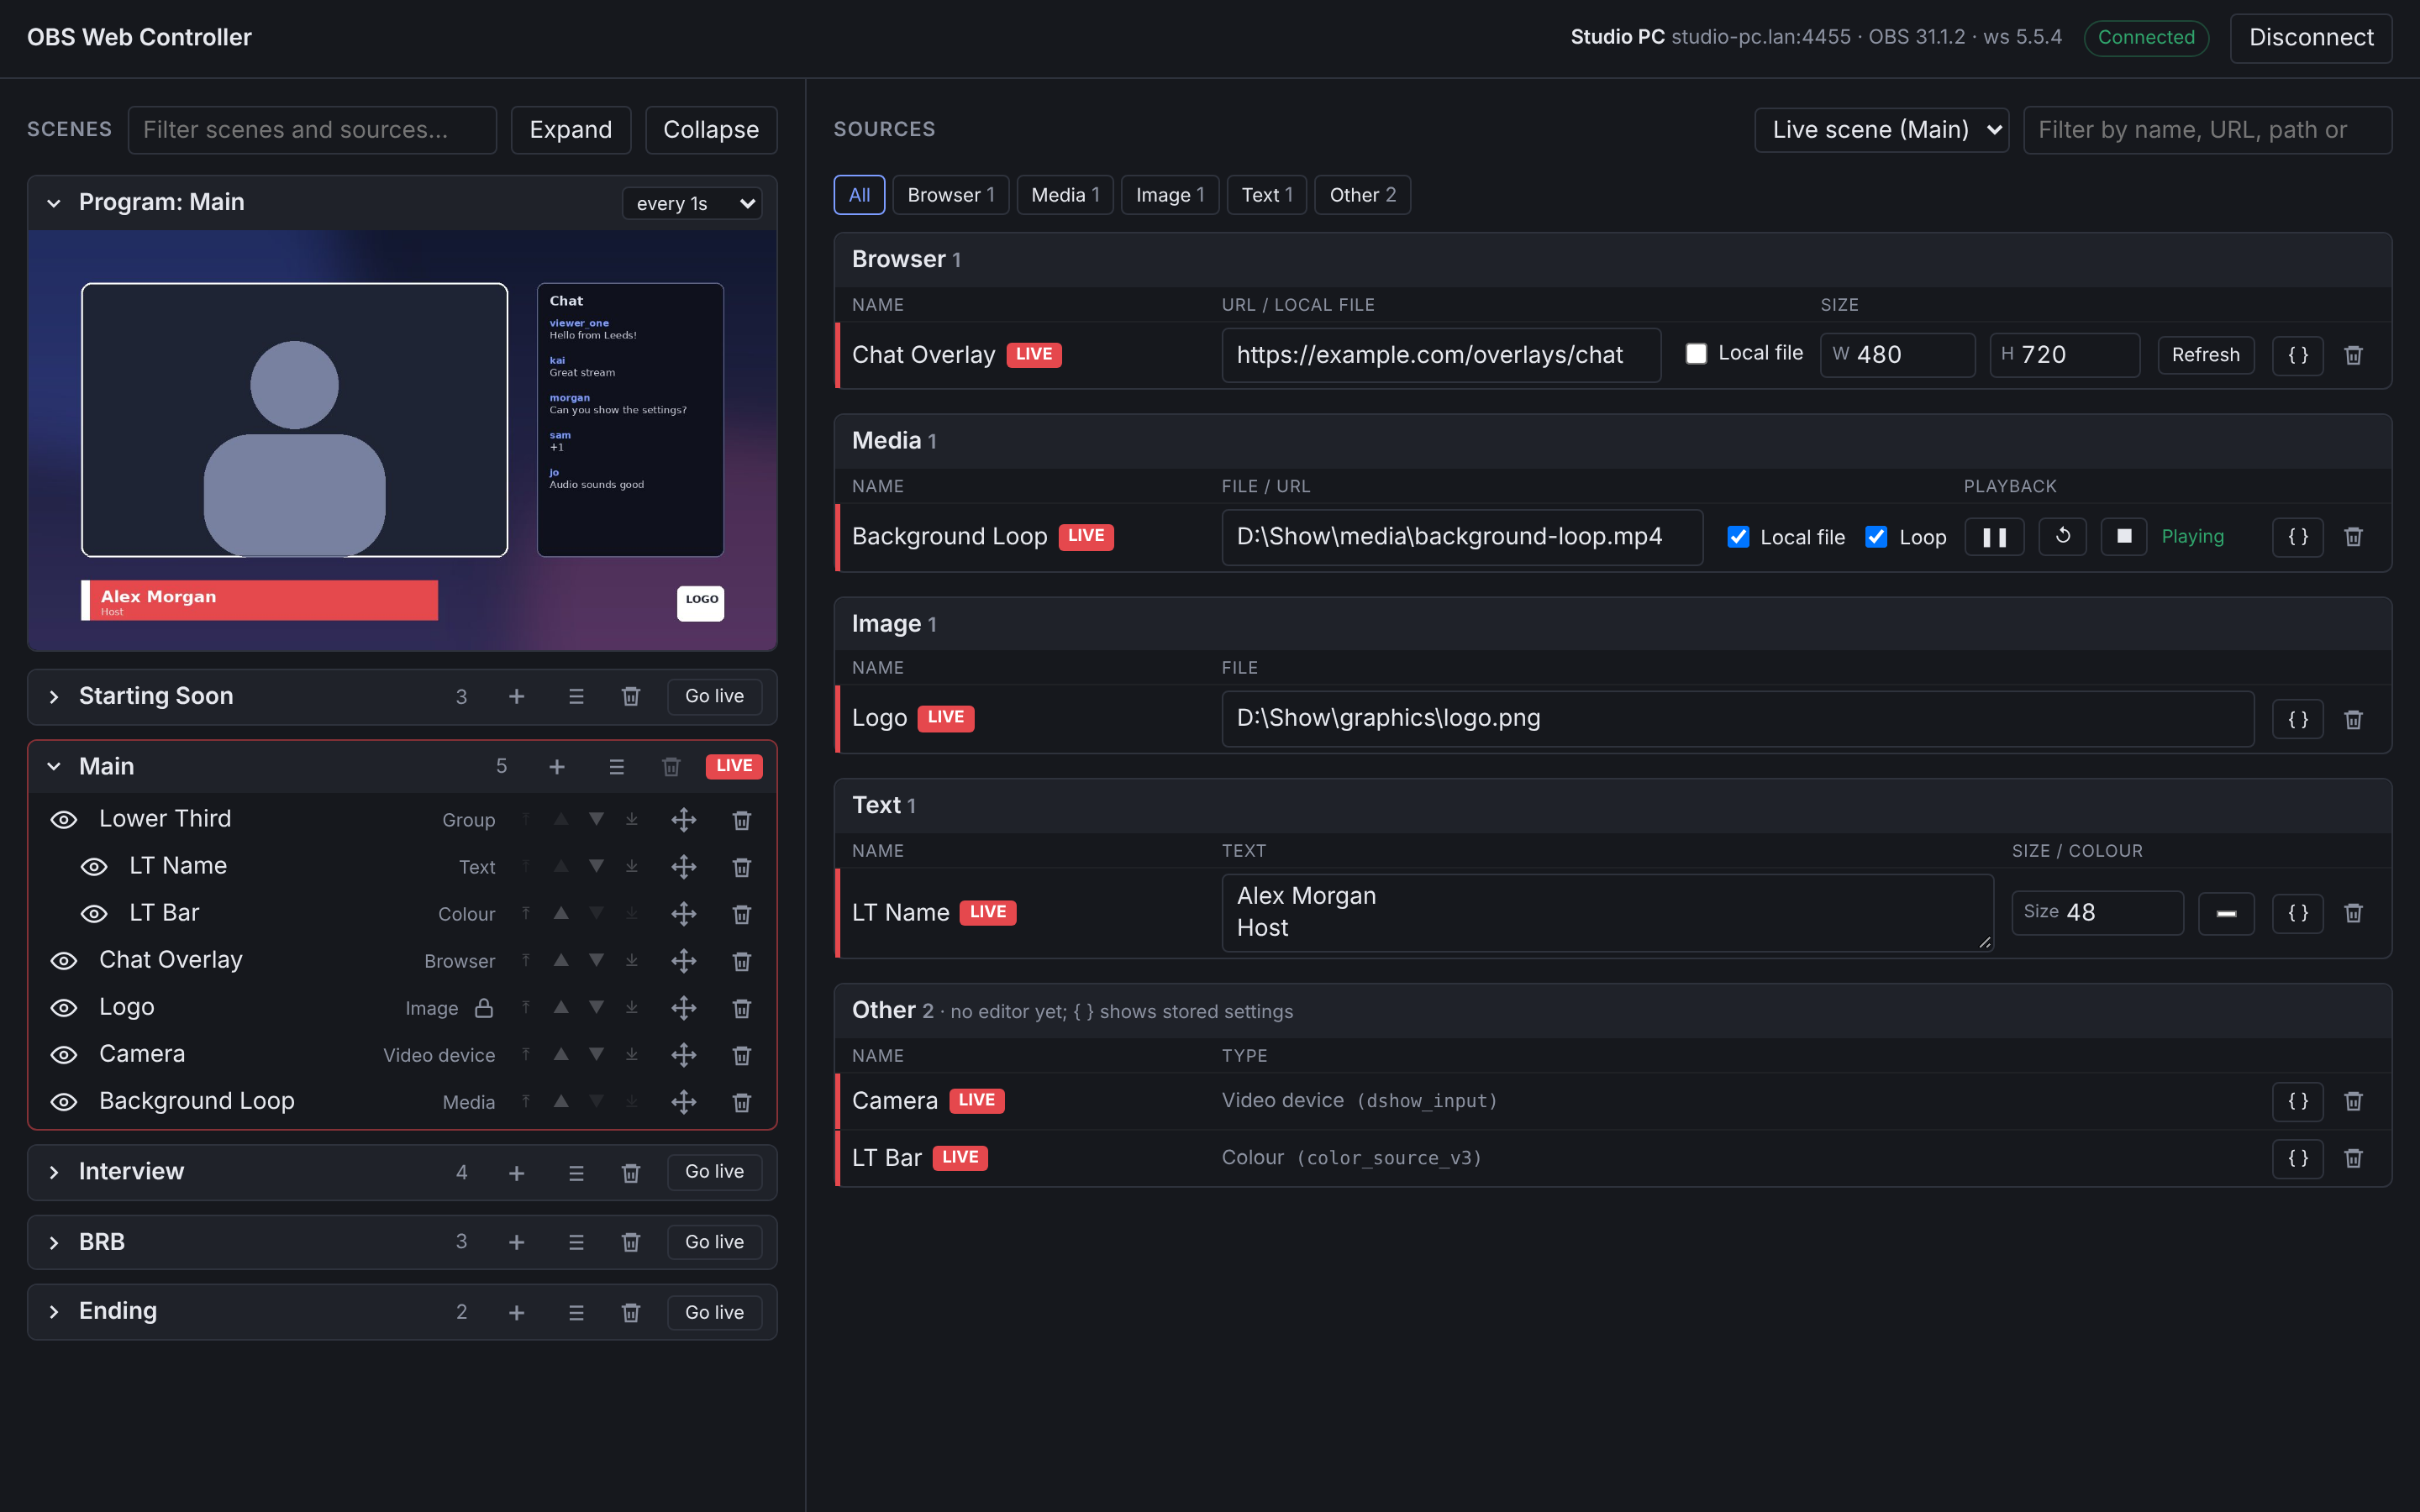 OBS Web Controller
Studio PC studio-pc.lan:4455 · OBS 31.1.2 · ws 5.5.4 Connected Disconnect
SCENES Filter scenes and sources... Expand Collapse
Program: Main every 1s
Chat
viewer_one
Hello from Leeds!
kai
Great stream
morgan
Can you show the settings?
sam
+1
jo
Audio sounds good
Alex Morgan
Host
LOGO
Starting Soon 3 Go live
Main 5 LIVE
Lower Third Group
LT Name Text
LT Bar Colour
Chat Overlay Browser
Logo Image
Camera Video device
Background Loop Media
Interview 4 Go live
BRB 3 Go live
Ending 2 Go live
SOURCES Live scene (Main) Filter by name, URL, path or
All Browser 1 Media 1 Image 1 Text 1 Other 2
Browser 1
NAME URL / LOCAL FILE SIZE
Chat Overlay LIVE https://example.com/overlays/chat Local file W 480 H 720 Refresh { }
Media 1
NAME FILE / URL PLAYBACK
Background Loop LIVE D:\Show\media\background-loop.mp4 Local file Loop Playing { }
Image 1
NAME FILE
Logo LIVE D:\Show\graphics\logo.png { }
Text 1
NAME TEXT SIZE / COLOUR
LT Name LIVE Alex Morgan Size 48 { }
Host
Other 2 · no editor yet; { } shows stored settings
NAME TYPE
Camera LIVE Video device (dshow_input) { }
LT Bar LIVE Colour (color_source_v3) { }